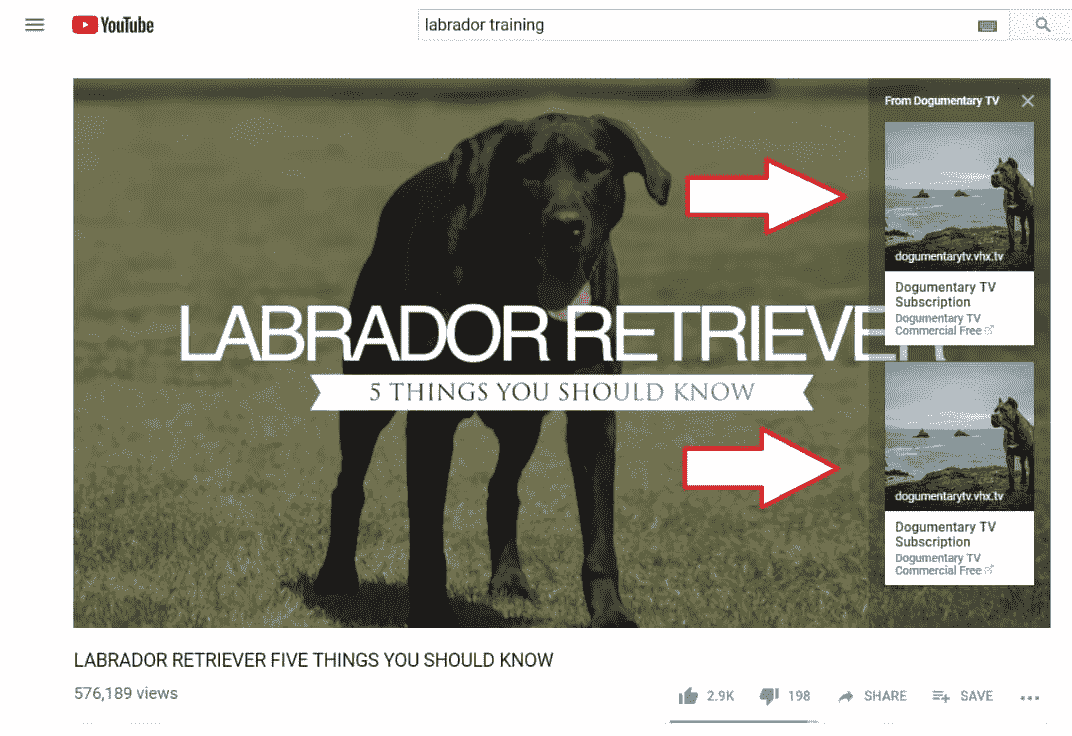 YouTube
labrador training
From Dogumentary TV
dogumentarytv.vhx.tv
Dogumentary TV
Subscription
Dogumentary TV
Commercial Free
LABRADOR RETRIEVER
5 THINGS YOU SHOULD KNOW
dogumentarytv.vhx.tv
Dogumentary TV
Subscription
Dogumentary TV
Commercial Free
LABRADOR RETRIEVER FIVE THINGS YOU SHOULD KNOW
576,189 views
2.9K
198
SHARE
SAVE